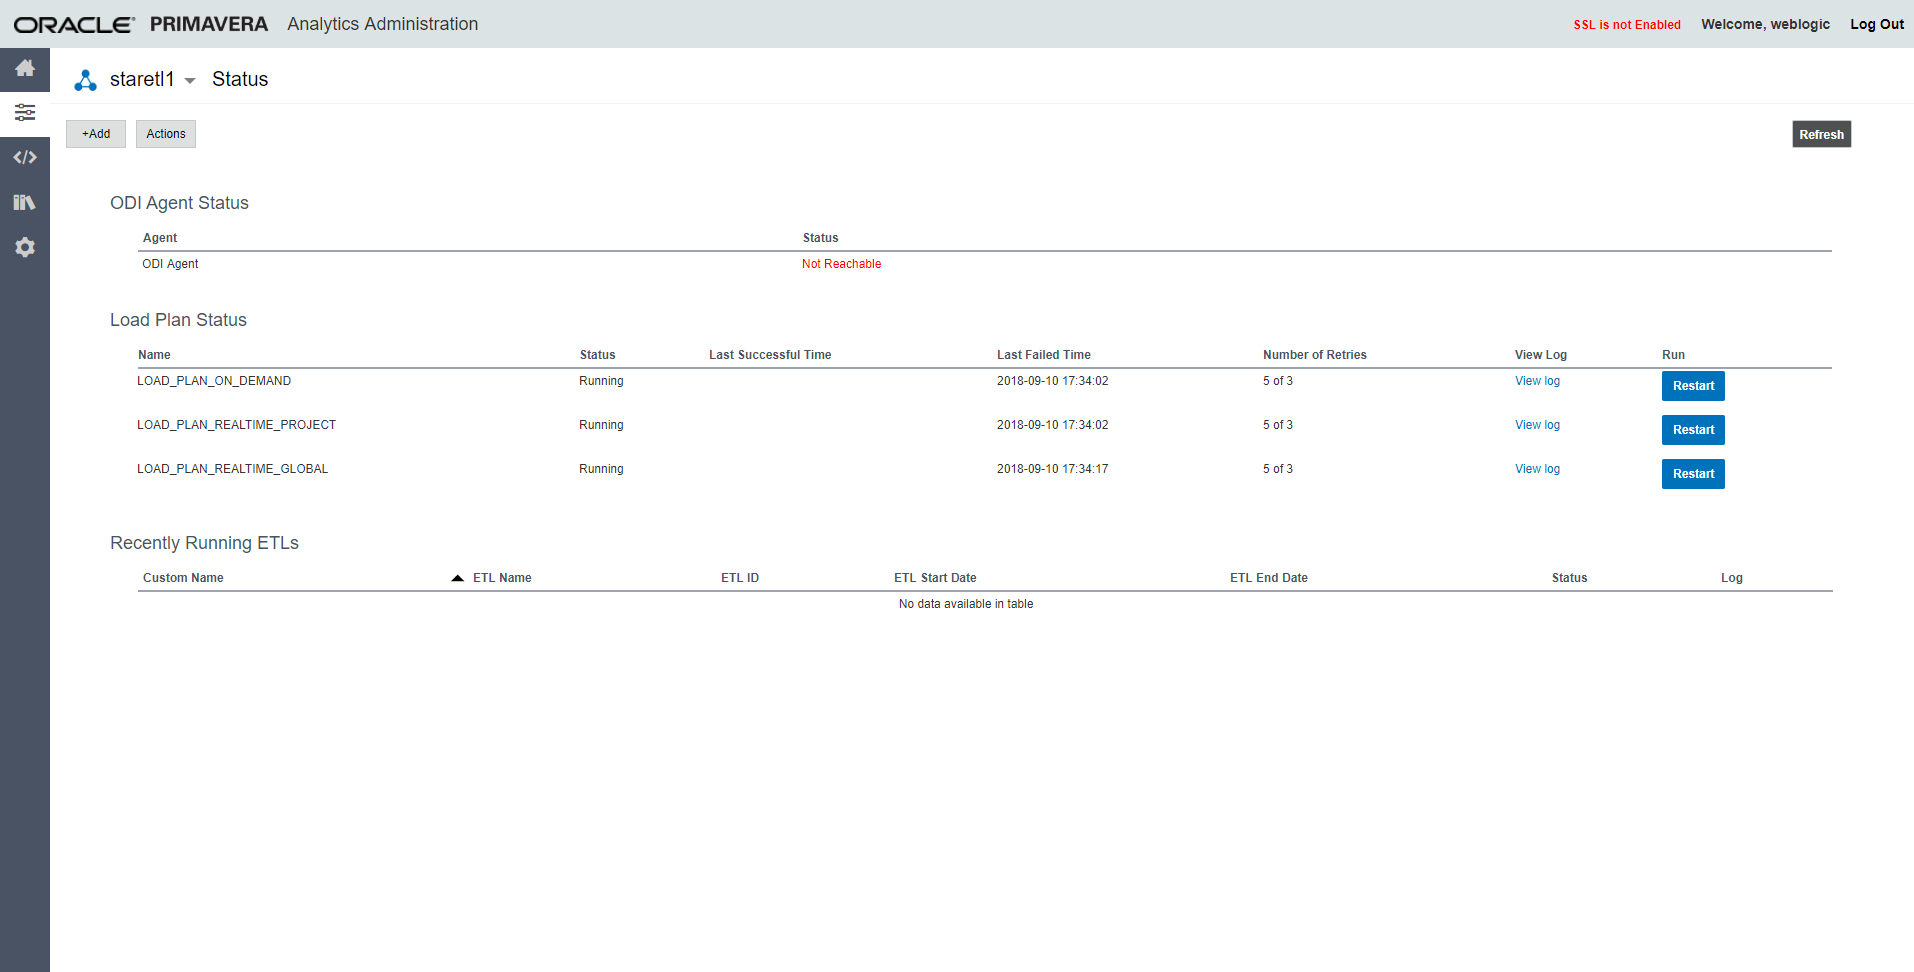 ORACLE® PRIMAVERA Analytics Administration SSL is not Enabled Welcome, weblogic Log Out
staretl1 Status
+Add Actions Refresh
ODI Agent Status
Agent Status
ODI Agent Not Reachable
Load Plan Status
Name Status Last Successful Time Last Failed Time Number of Retries View Log Run
LOAD_PLAN_ON_DEMAND Running 2018-09-10 17:34:02 5 of 3 View log Restart
LOAD_PLAN_REALTIME_PROJECT Running 2018-09-10 17:34:02 5 of 3 View log Restart
LOAD_PLAN_REALTIME_GLOBAL Running 2018-09-10 17:34:17 5 of 3 View log Restart
Recently Running ETLs
Custom Name ETL Name ETL ID ETL Start Date ETL End Date Status Log
No data available in table